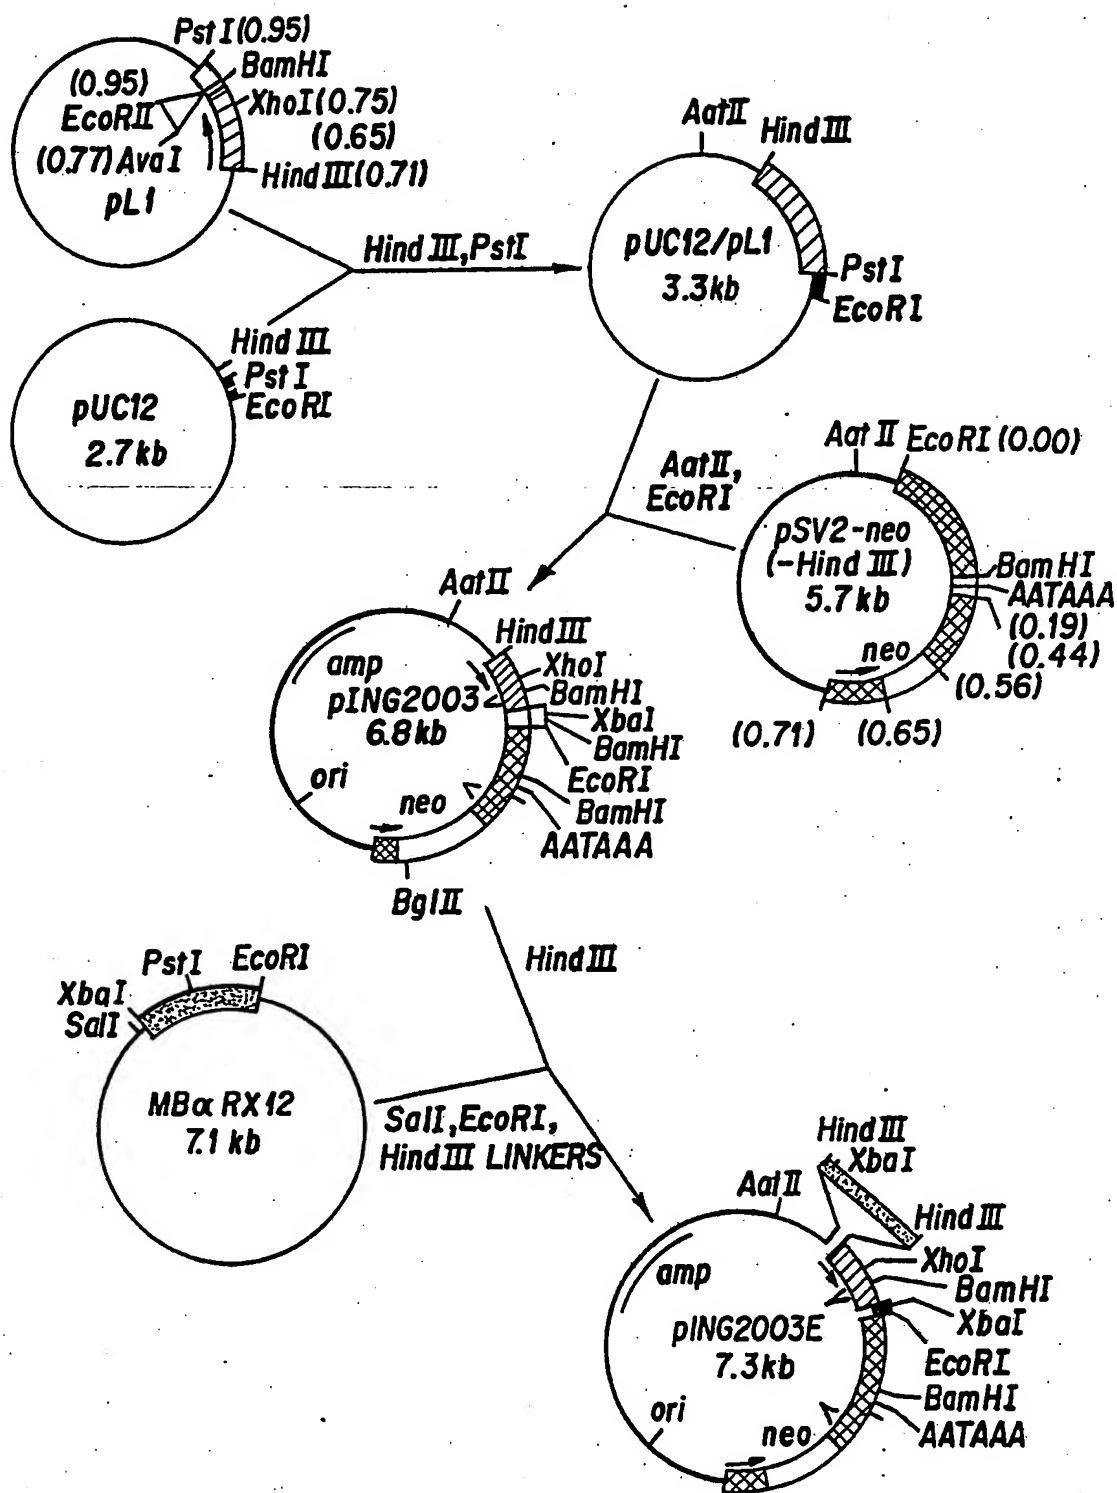 PstI(0.95)
BamHI
(0.95)
EcoRII
XhoI(0.75)
(0.65)
(0.77)AvaI
HindIII(0.71)
pL1
HindIII,PstI
AatII
HindIII
pUC12/pL1
3.3kb
PstI
EcoRI
HindIII
PstI
EcoRI
pUC12
2.7kb
AatII,
EcoRI
AatII
EcoRI(0.00)
pSV2-neo
(-HindIII)
5.7kb
BamHI
AATAAA
(0.19)
(0.44)
neo
(0.56)
(0.71)
(0.65)
AatII
HindIII
amp
XhoI
pING2003
BamHI
6.8kb
XbaI
BamHI
ori
EcoRI
neo
BamHI
AATAAA
BglII
HindIII
PstI
EcoRI
XbaI
SalI
MBα RX12
7.1 kb
SalI,EcoRI,
HindIII LINKERS
HindIII
XbaI
AatII
HindIII
XhoI
amp
BamHI
XbaI
pING2003E
7.3kb
EcoRI
BamHI
ori
neo
AATAAA